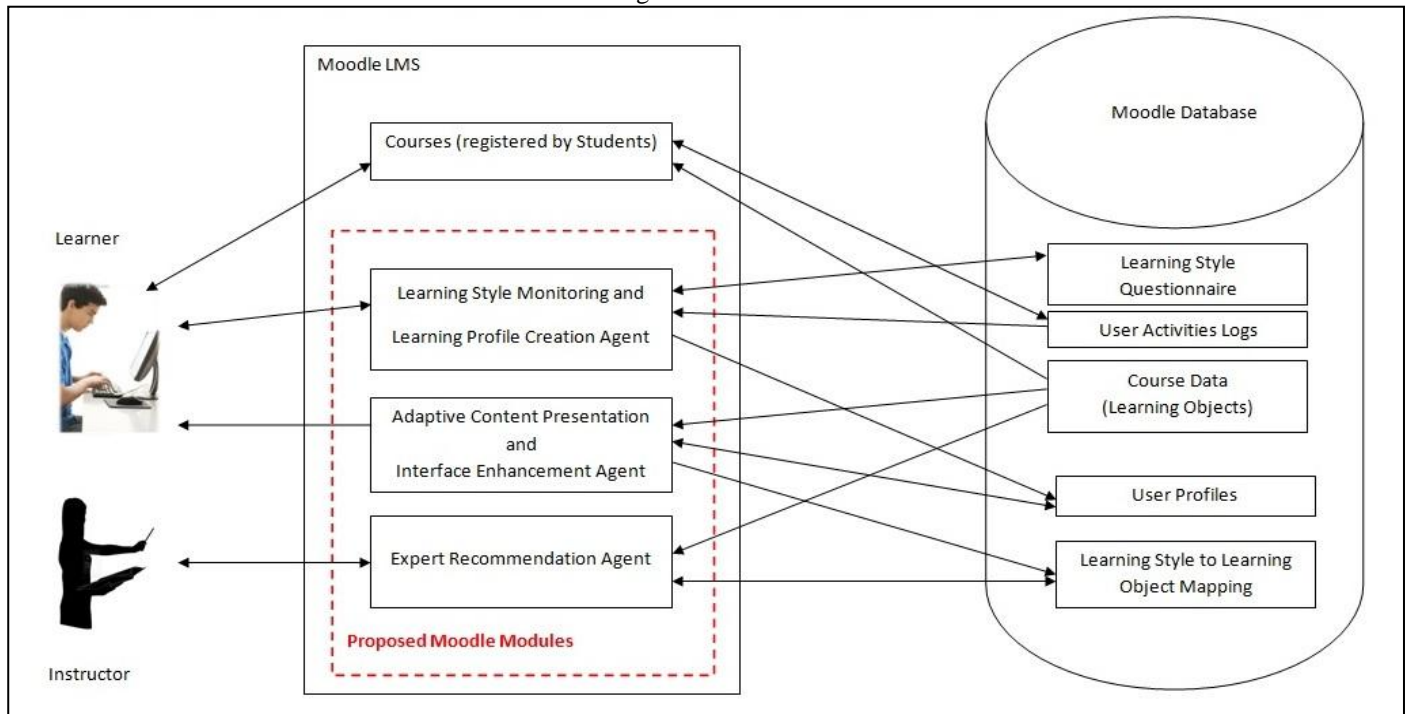 Moodle LMS
Courses (registered by Students)
Learner
Learning Style Monitoring and
Learning Profile Creation Agent
Adaptive Content Presentation
and
Interface Enhancement Agent
Expert Recommendation Agent
Proposed Moodle Modules
Instructor
Moodle Database
Learning Style
Questionnaire
User Activities Logs
Course Data
(Learning Objects)
User Profiles
Learning Style to Learning
Object Mapping